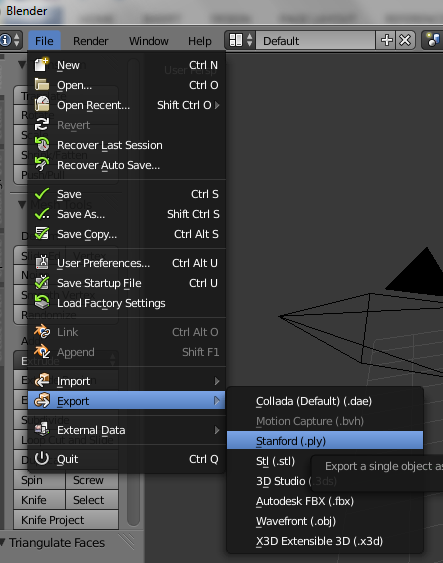 Blender
File Render Window Help Default
New Ctrl N
Open... Ctrl O
Open Recent... Shift Ctrl O
Revert
Recover Last Session
Recover Auto Save...
Save Ctrl S
Save As... Shift Ctrl S
Save Copy... Ctrl Alt S
User Preferences... Ctrl Alt U
Save Startup File Ctrl U
Load Factory Settings
Link Ctrl Alt O
Append Shift F1
Import
Export
External Data
Quit Ctrl Q
Collada (Default) (.dae)
Motion Capture (.bvh)
Stanford (.ply)
Stl (.stl)
Export a single object as
3D Studio (.3ds)
Autodesk FBX (.fbx)
Wavefront (.obj)
X3D Extensible 3D (.x3d)
Spin Screw
Knife Select
Knife Project
Triangulate Faces